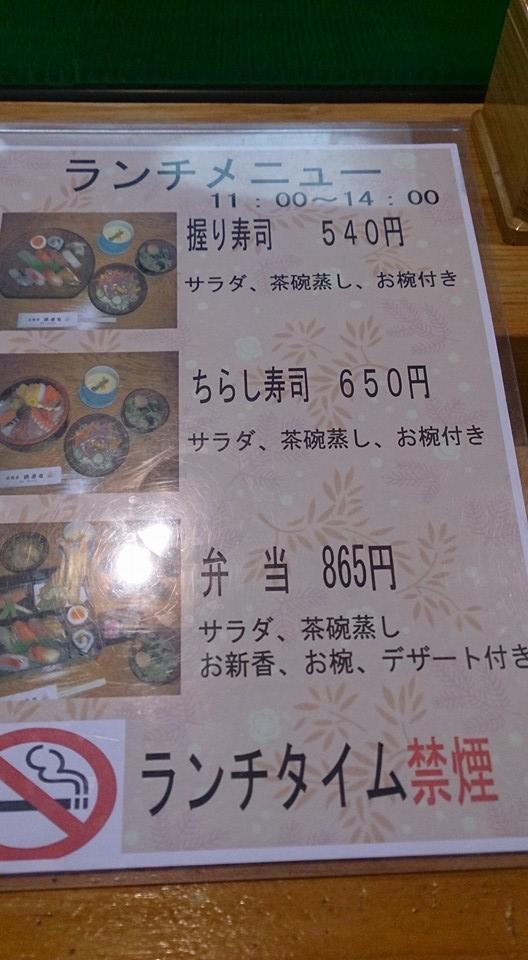 ランチメニュー
11：00～14：00
握り寿司　５４０円
サラダ、茶碗蒸し、お椀付き
ちらし寿司　６５０円
サラダ、茶碗蒸し、お椀付き
弁　当　865円
サラダ、茶碗蒸し
お新香、お椀、デザート付き
ランチタイム禁煙